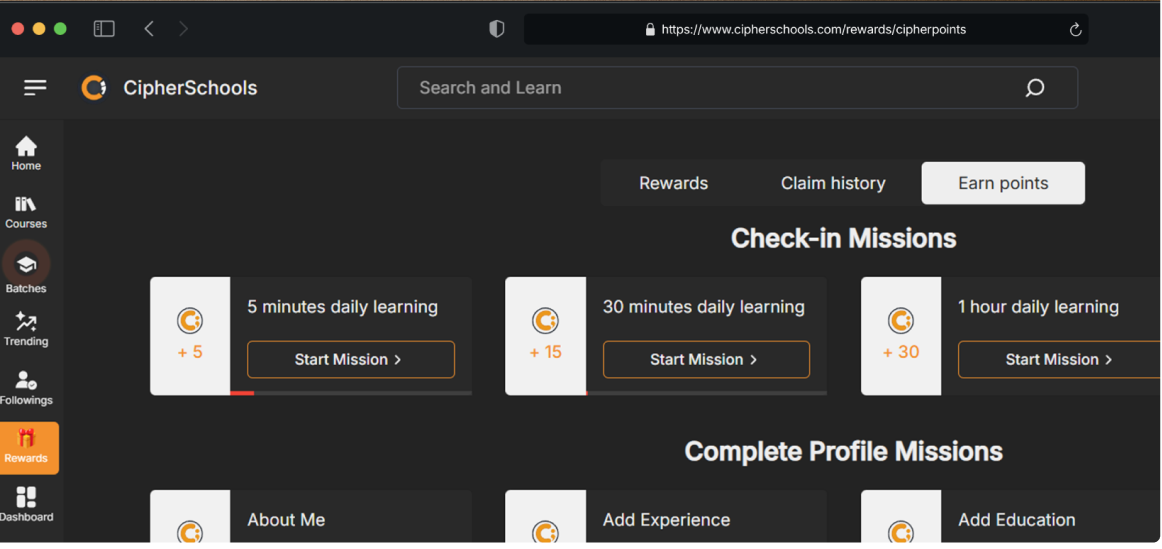 https://www.cipherschools.com/rewards/cipherpoints
CipherSchools
Search and Learn
Home
Courses
Batches
Trending
Followings
Rewards
Dashboard
Rewards
Claim history
Earn points
Check-in Missions
+ 5
5 minutes daily learning
Start Mission >
+ 15
30 minutes daily learning
Start Mission >
+ 30
1 hour daily learning
Start Mission >
Complete Profile Missions
About Me
Add Experience
Add Education